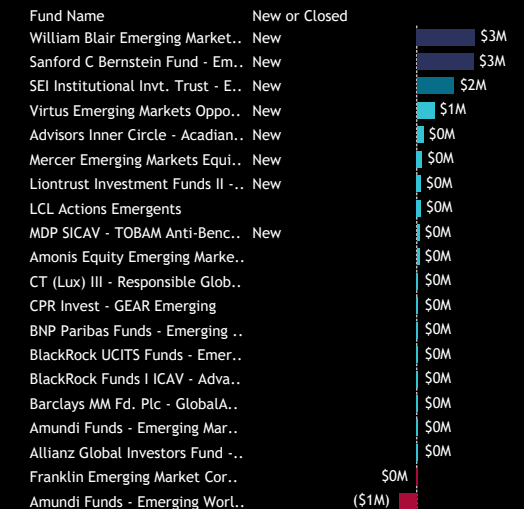 Fund Name New or Closed
William Blair Emerging Market.. New $3M
Sanford C Bernstein Fund - Em.. New $3M
SEI Institutional Invt. Trust - E.. New $2M
Virtus Emerging Markets Oppo.. New $1M
Advisors Inner Circle - Acadian.. New $0M
Mercer Emerging Markets Equi.. New $0M
Liontrust Investment Funds II -.. New $0M
LCL Actions Emergents $0M
MDP SICAV - TOBAM Anti-Benc.. New $0M
Amonis Equity Emerging Marke.. $0M
CT (Lux) III - Responsible Glob.. $0M
CPR Invest - GEAR Emerging $0M
BNP Paribas Funds - Emerging .. $0M
BlackRock UCITS Funds - Emer.. $0M
BlackRock Funds I ICAV - Adva.. $0M
Barclays MM Fd. Plc - GlobalA.. $0M
Amundi Funds - Emerging Mar.. $0M
Allianz Global Investors Fund -.. $0M
Franklin Emerging Market Cor.. $0M
Amundi Funds - Emerging Worl.. ($1M)